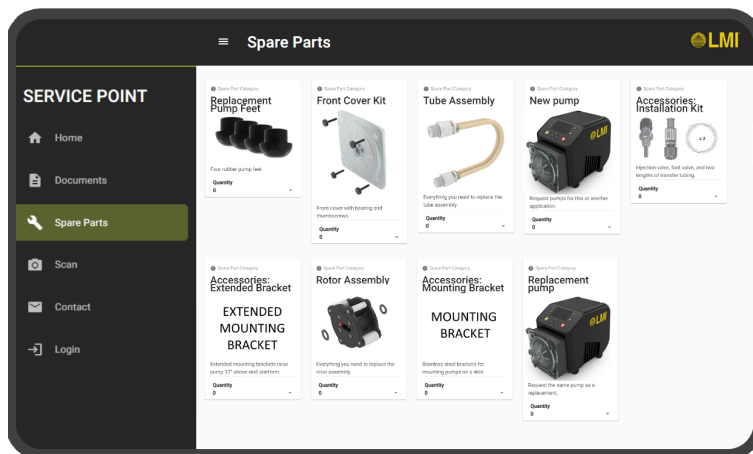 ≡ Spare Parts
LMI
SERVICE POINT
Home
Documents
Spare Parts
Scan
Contact
Login
Spare Part Category
Replacement
Pump Feet
Four rubber pump feet.
Quantity
0
Spare Part Category
Front Cover Kit
Front cover with bearing and
thumbscrews.
Quantity
0
Spare Part Category
Tube Assembly
Everything you need to replace the
tube assembly.
Quantity
0
Spare Part Category
New pump
LMI
Request pumps for this or another
application.
Quantity
0
Spare Part Category
Accessories:
Installation Kit
x 2
Injection valve, foot valve, and two
lengths of transfer tubing.
Quantity
0
Spare Part Category
Accessories:
Extended Bracket
EXTENDED
MOUNTING
BRACKET
Extended mounting brackets raise
pump 12" above skid platform.
Quantity
0
Spare Part Category
Rotor Assembly
Everything you need to replace the
rotor assembly.
Quantity
0
Spare Part Category
Accessories:
Mounting Bracket
MOUNTING
BRACKET
Stainless steel brackets for
mounting pumps on a skid.
Quantity
0
Spare Part Category
Replacement
pump
LMI
Request the same pump as a
replacement.
Quantity
0